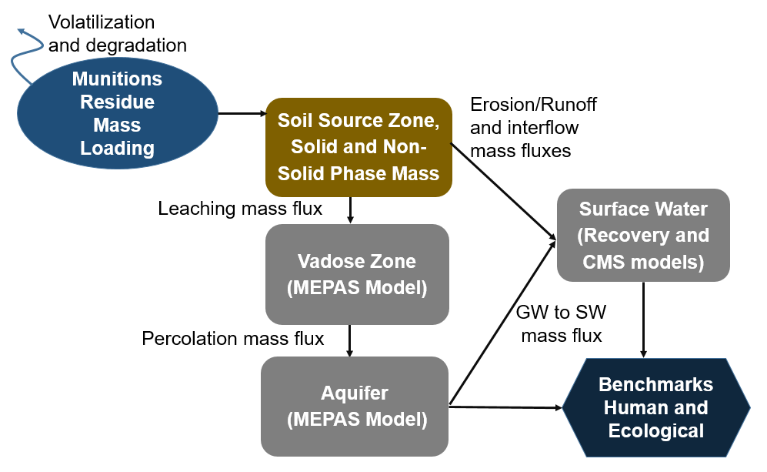 Volatilization
and degradation
Munitions
Residue
Mass
Loading
Soil Source Zone,
Solid and Non-
Solid Phase Mass
Erosion/Runoff
and interflow
mass fluxes
Leaching mass flux
Surface Water
(Recovery and
CMS models)
Vadose Zone
(MEPAS Model)
GW to SW
mass flux
Percolation mass flux
Aquifer
(MEPAS Model)
Benchmarks
Human and
Ecological